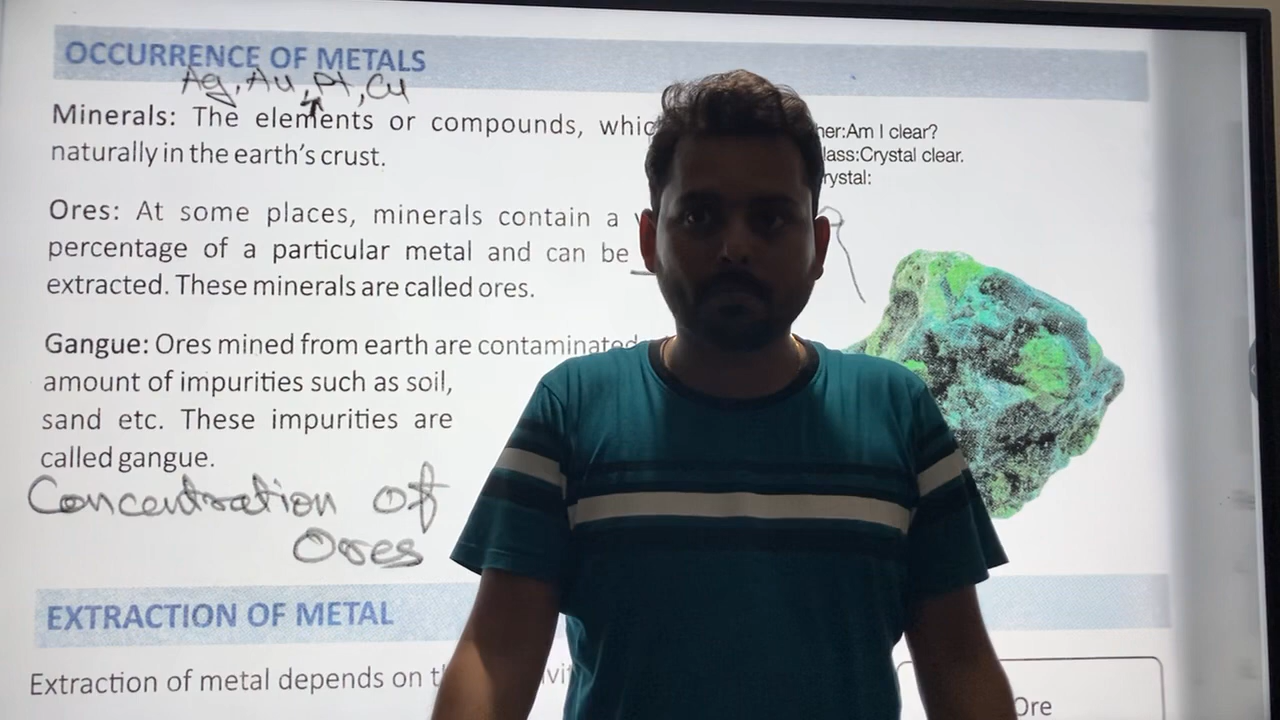 OCCURRENCE OF METALS
Ag, Au, Pt, Cu
Minerals: The elements or compounds,
naturally in the earth's crust.
Ores: At some places, minerals contain a
percentage of a particular metal and can be
extracted. These minerals are called ores.
Gangue: Ores mined from earth are contaminated
amount of impurities such as soil,
sand etc. These impurities are
called gangue.
Concentration of
Ores
EXTRACTION OF METAL
Extraction of metal depends on
her:Am I clear?
lass:Crystal clear.
rystal:
Ore